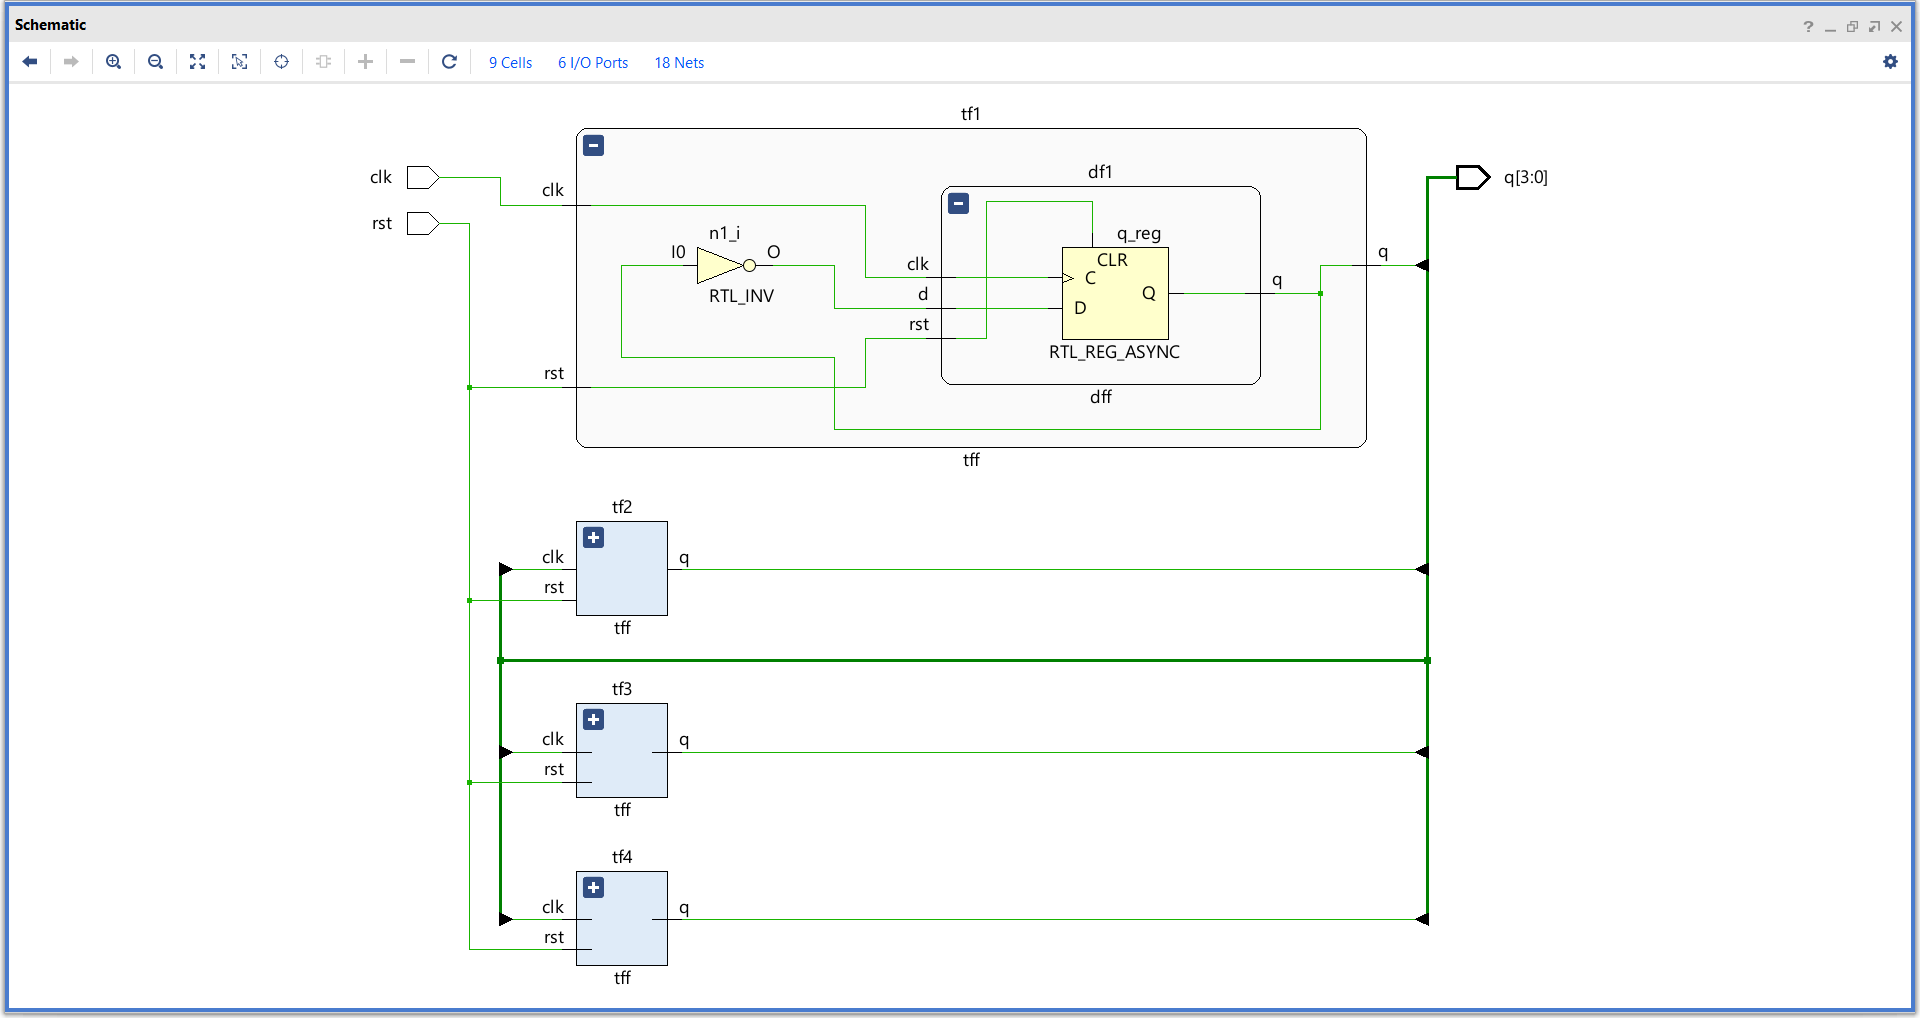 Schematic
9 Cells 6 I/O Ports 18 Nets
tf1
clk
rst
clk
rst
n1_i
I0
O
RTL_INV
df1
clk
d
rst
q_reg
CLR
C
D
Q
RTL_REG_ASYNC
q
dff
q
q[3:0]
tff
tf2
clk
rst
q
tff
tf3
clk
rst
q
tff
tf4
clk
rst
q
tff